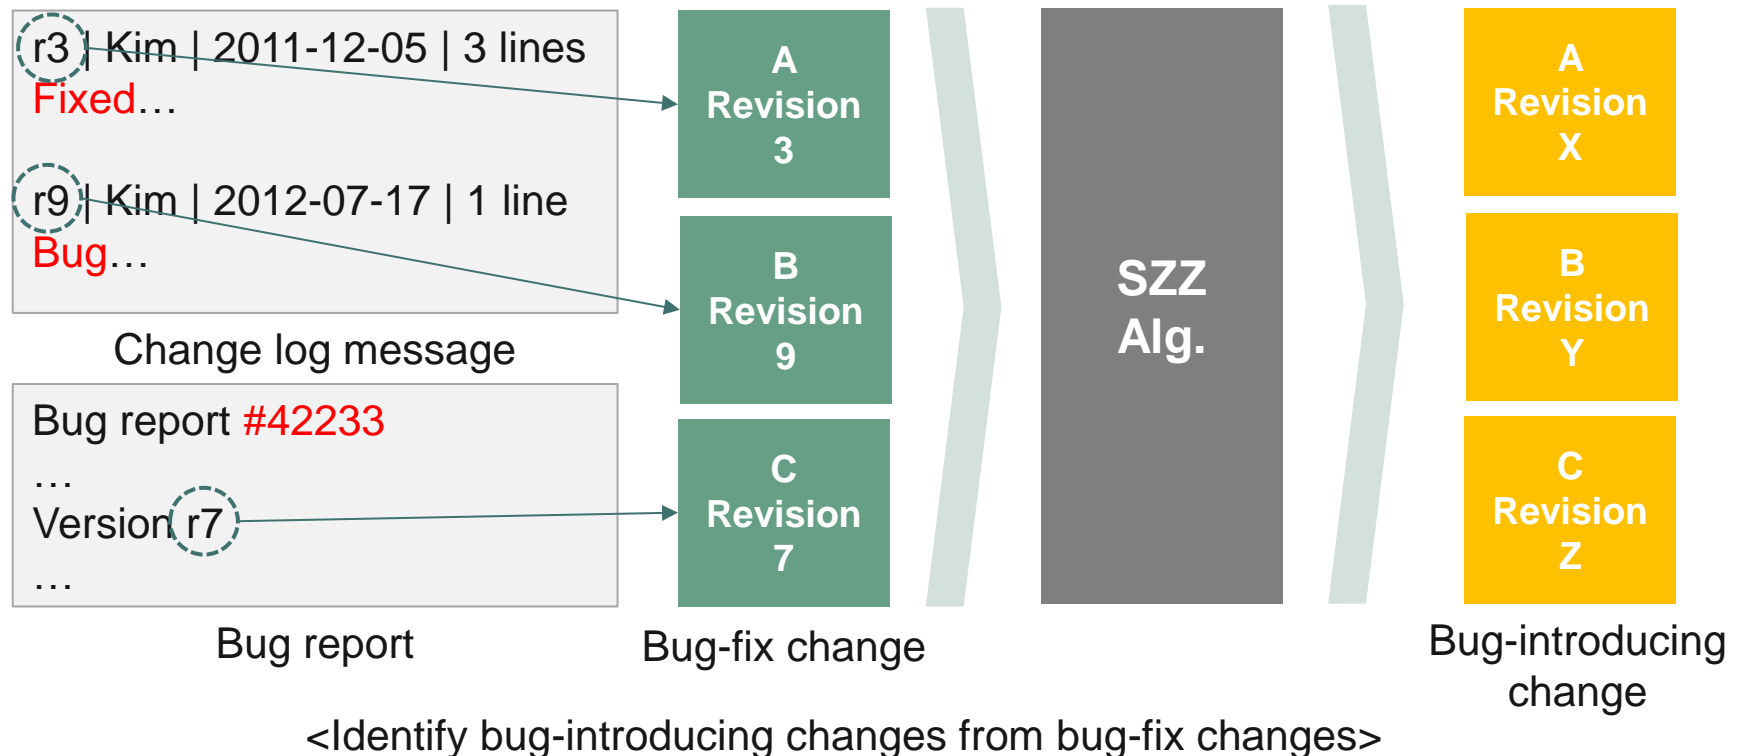 r3 | Kim | 2011-12-05 | 3 lines
Fixed…
r9 | Kim | 2012-07-17 | 1 line
Bug…
Change log message
Bug report #42233
…
Version r7
…
Bug report
A
Revision
3
B
Revision
9
C
Revision
7
Bug-fix change
SZZ
Alg.
A
Revision
X
B
Revision
Y
C
Revision
Z
Bug-introducing
change
<Identify bug-introducing changes from bug-fix changes>